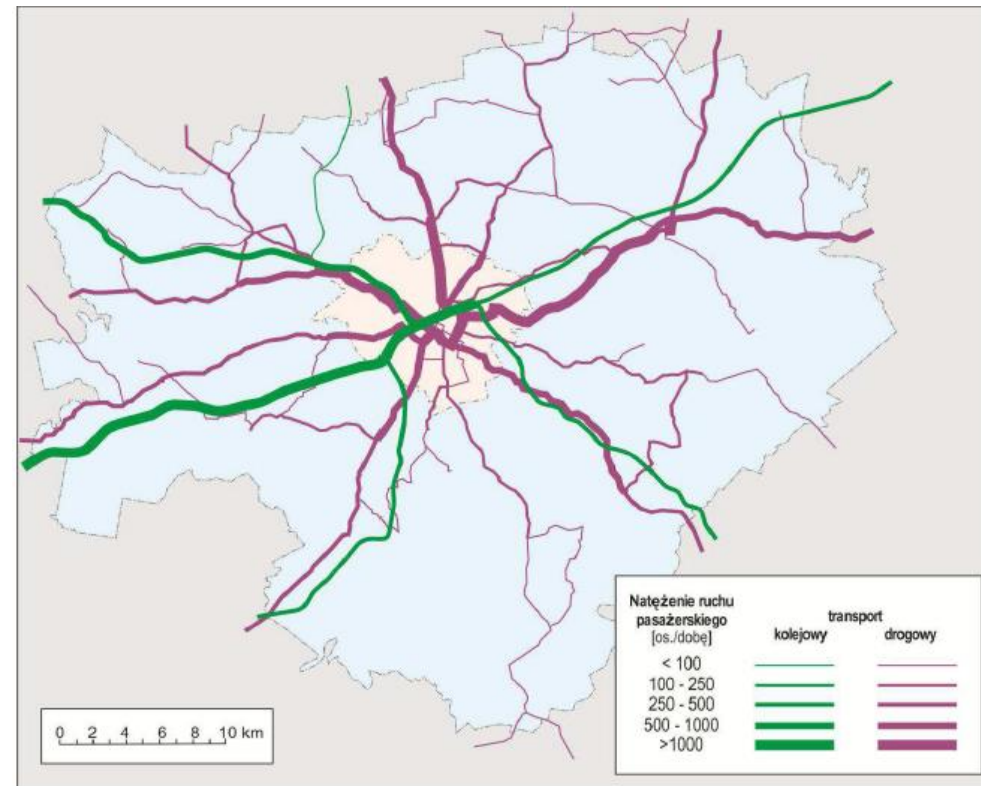 Natężenie ruchu
pasażerskiego
[os./dobę]
transport
kolejowy drogowy
< 100
100 - 250
250 - 500
500 - 1000
>1000
0 2 4 6 8 10 km